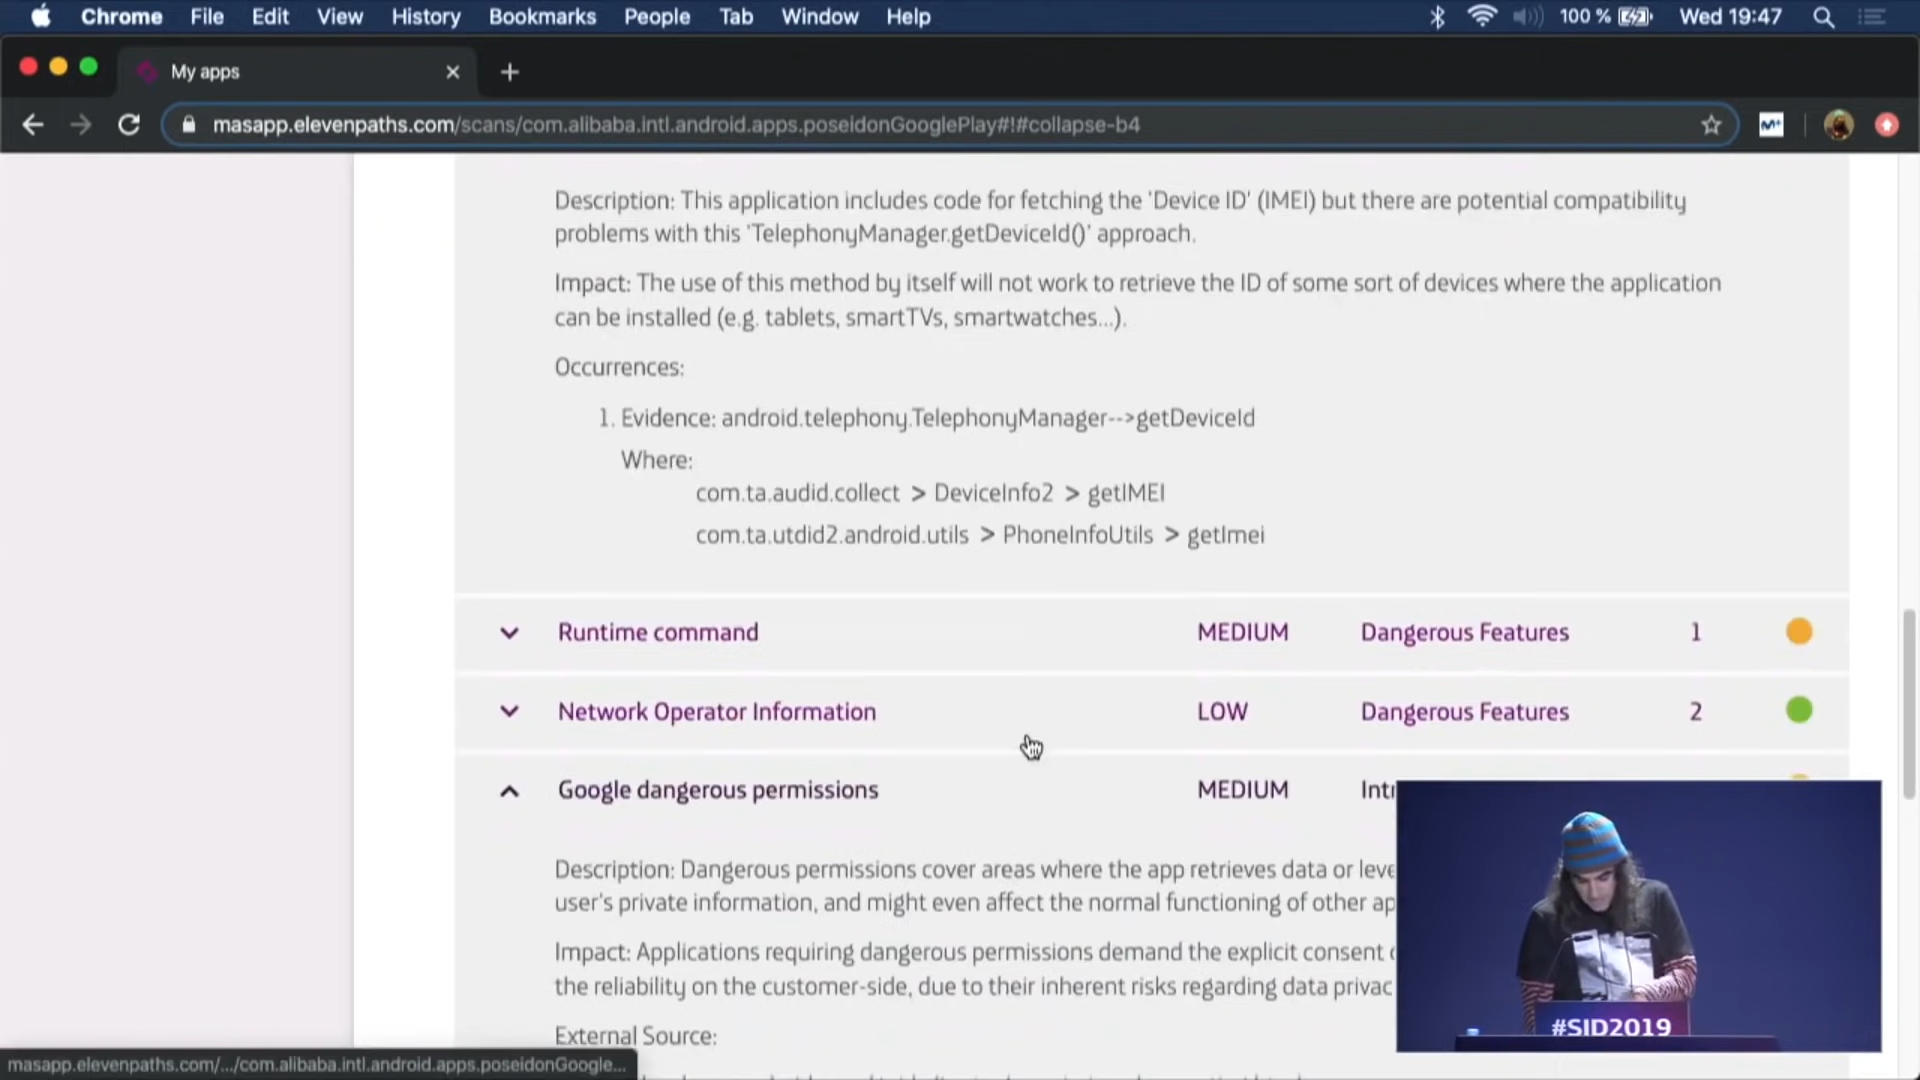 Chrome File Edit View History Bookmarks People Tab Window Help 100 % Wed 19:47
My apps
masapp.elevenpaths.com/scans/com.alibaba.intl.android.apps.poseidonGooglePlay#!#collapse-b4
Description: This application includes code for fetching the 'Device ID' (IMEI) but there are potential compatibility
problems with this 'TelephonyManager.getDeviceId()' approach.
Impact: The use of this method by itself will not work to retrieve the ID of some sort of devices where the application
can be installed (e.g. tablets, smartTVs, smartwatches...).
Occurrences:
1. Evidence: android.telephony.TelephonyManager-->getDeviceId
Where:
com.ta.audid.collect > DeviceInfo2 > getIMEI
com.ta.utdid2.android.utils > PhoneInfoUtils > getImei
Runtime command MEDIUM Dangerous Features 1
Network Operator Information LOW Dangerous Features 2
Google dangerous permissions MEDIUM
Description: Dangerous permissions cover areas where the app retrieves data or
user's private information, and might even affect the normal functioning of other
Impact: Applications requiring dangerous permissions demand the explicit consent
the reliability on the customer-side, due to their inherent risks regarding data
External Source:
#SID2019
masapp.elevenpaths.com/.../com.alibaba.intl.android.apps.poseidonGoogle...